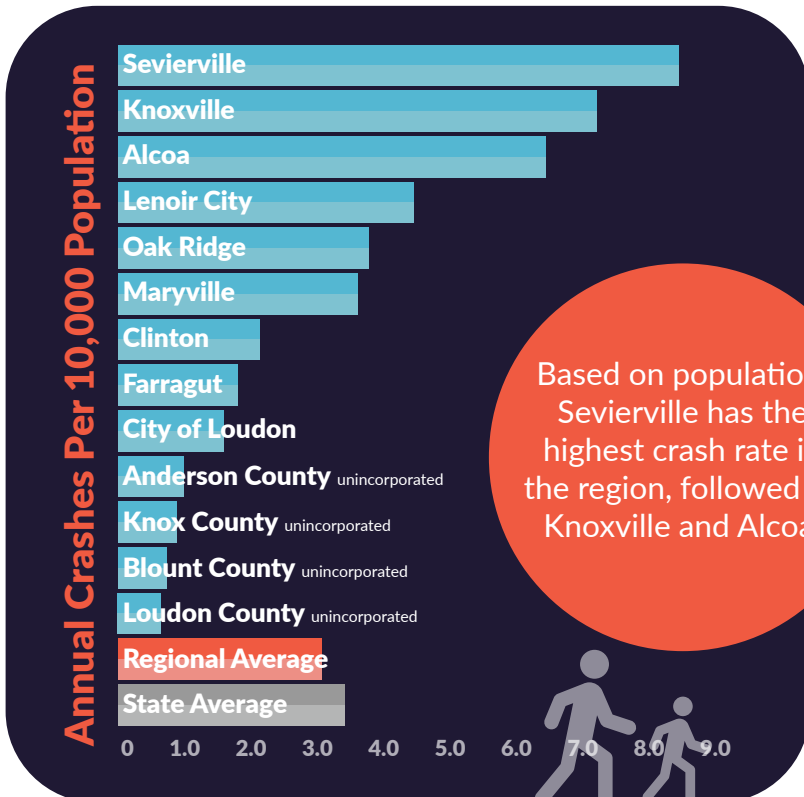 Annual Crashes Per 10,000 Population
Sevierville
Knoxville
Alcoa
Lenoir City
Oak Ridge
Maryville
Clinton
Farragut
City of Loudon
Anderson County unincorporated
Knox County unincorporated
Blount County unincorporated
Loudon County unincorporated
Regional Average
State Average
0 1.0 2.0 3.0 4.0 5.0 6.0 7.0 8.0 9.0
Based on populatio
Sevierville has the
highest crash rate i
the region, followed
Knoxville and Alcoa